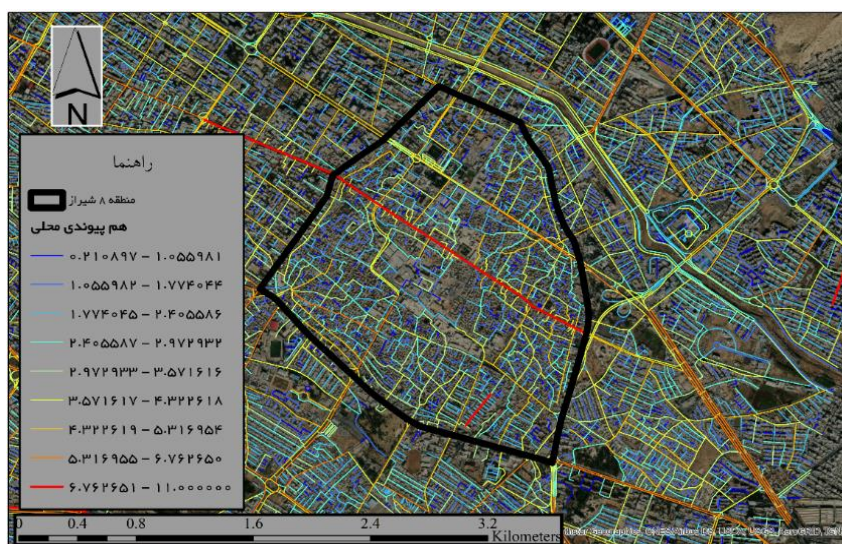 N
راهنما
منطقه ۸ شیراز
هم پیوندی محلی
۰.۲۱۰۸۹۷ – ۱.۰۵۵۹۸۱
۱.۰۵۵۹۸۲ – ۱.۷۷۴۰۴۴
۱.۷۷۴۰۴۵ – ۲.۴۰۵۵۸۶
۲.۴۰۵۵۸۷ – ۲.۹۷۲۹۳۲
۲.۹۷۲۹۳۳ – ۳.۵۷۱۶۱۶
۳.۵۷۱۶۱۷ – ۴.۳۲۲۶۱۸
۴.۳۲۲۶۱۹ – ۵.۳۱۶۹۵۴
۵.۳۱۶۹۵۵ – ۶.۷۶۲۶۵۰
۶.۷۶۲۶۵۱ – ۱۱.۰۰۰۰۰۰
0 0.4 0.8 1.6 2.4 3.2
Kilometers